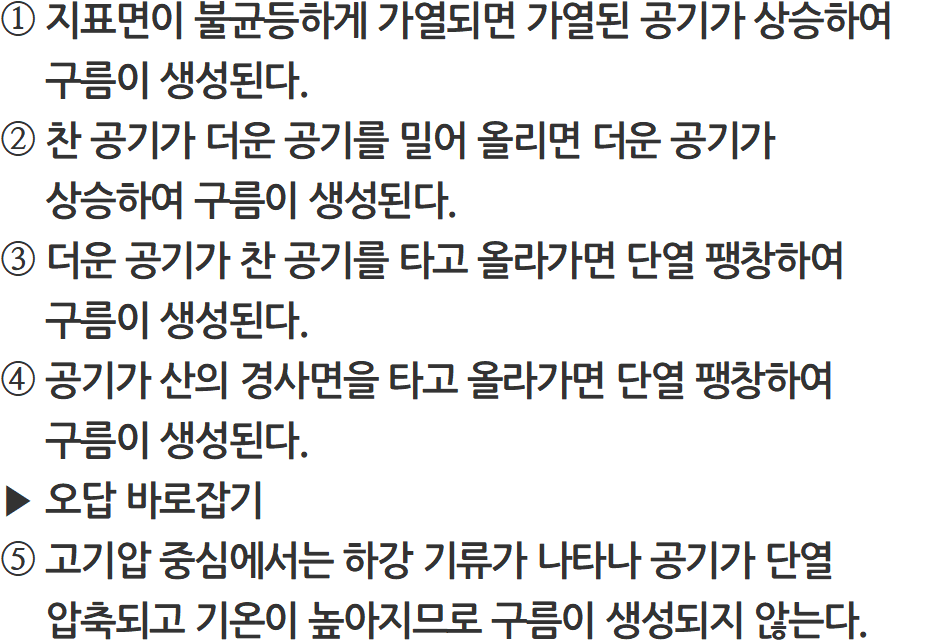 ① 지표면이 불균등하게 가열되면 가열된 공기가 상승하여
구름이 생성된다.
② 찬 공기가 더운 공기를 밀어 올리면 더운 공기가
상승하여 구름이 생성된다.
③ 더운 공기가 찬 공기를 타고 올라가면 단열 팽창하여
구름이 생성된다.
④ 공기가 산의 경사면을 타고 올라가면 단열 팽창하여
구름이 생성된다.
▶ 오답 바로잡기
⑤ 고기압 중심에서는 하강 기류가 나타나 공기가 단열
압축되고 기온이 높아지므로 구름이 생성되지 않는다.